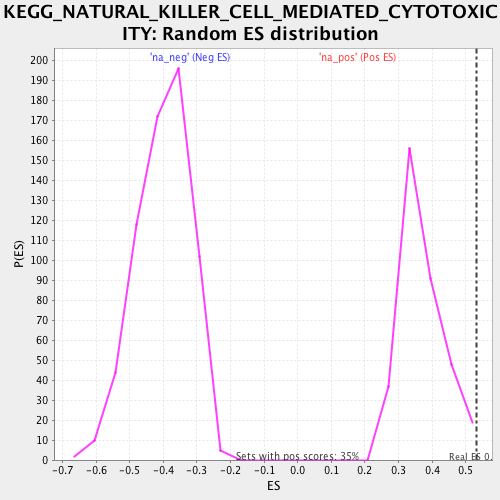 KEGG_NATURAL_KILLER_CELL_MEDIATED_CYTOTOXIC
ITY: Random ES distribution
'na_neg' (Neg ES) 'na_pos' (Pos ES)
200
190
180
170
160
150
140
130
120
110
100
90
80
70
60
50
40
30
20
10
0
P(ES)
Sets with pos scores: 35%
Real ES 0.
-0.7 -0.6 -0.5 -0.4 -0.3 -0.2 -0.1 0.0 0.1 0.2 0.3 0.4 0.5
ES